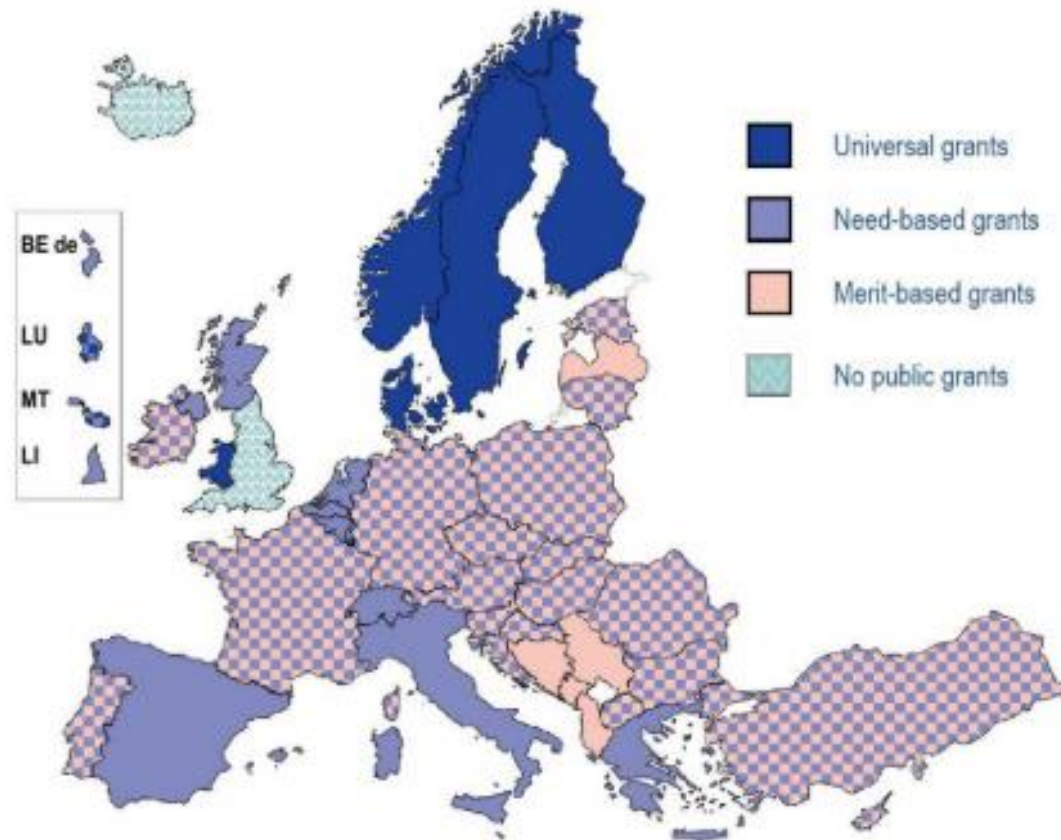 Universal grants
Need-based grants
Merit-based grants
No public grants
BE de
LU
MT
LI